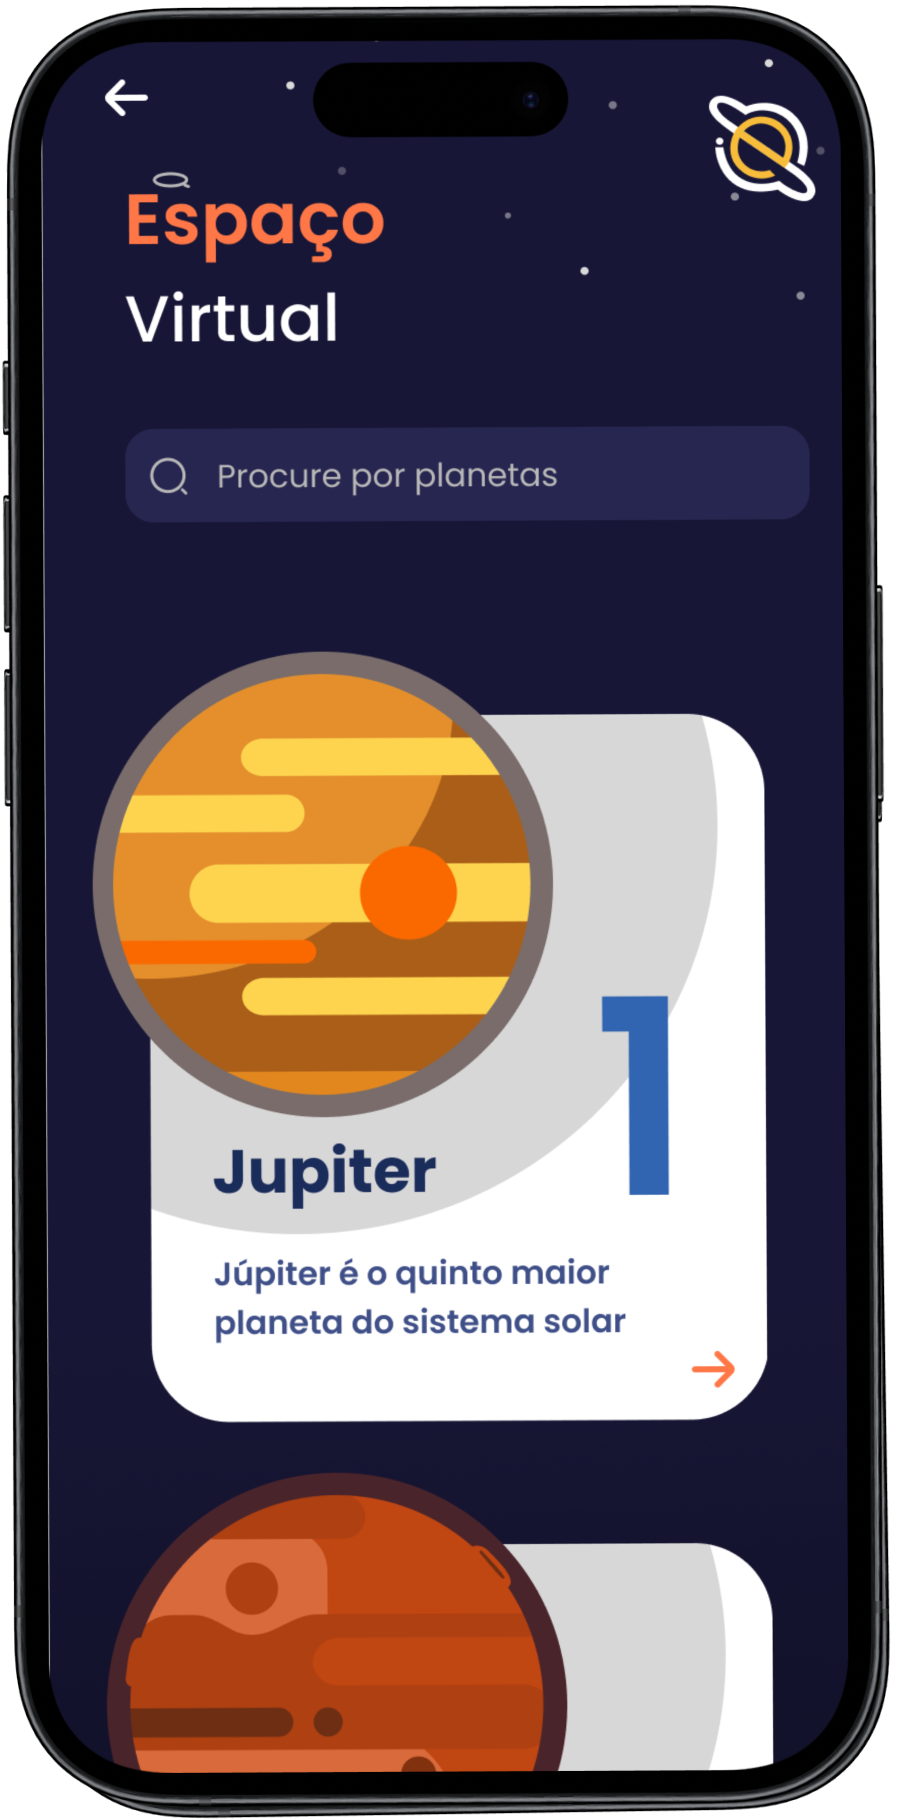 Espaço
Virtual
Procure por planetas
1
Jupiter
Júpiter é o quinto maior
planeta do sistema solar